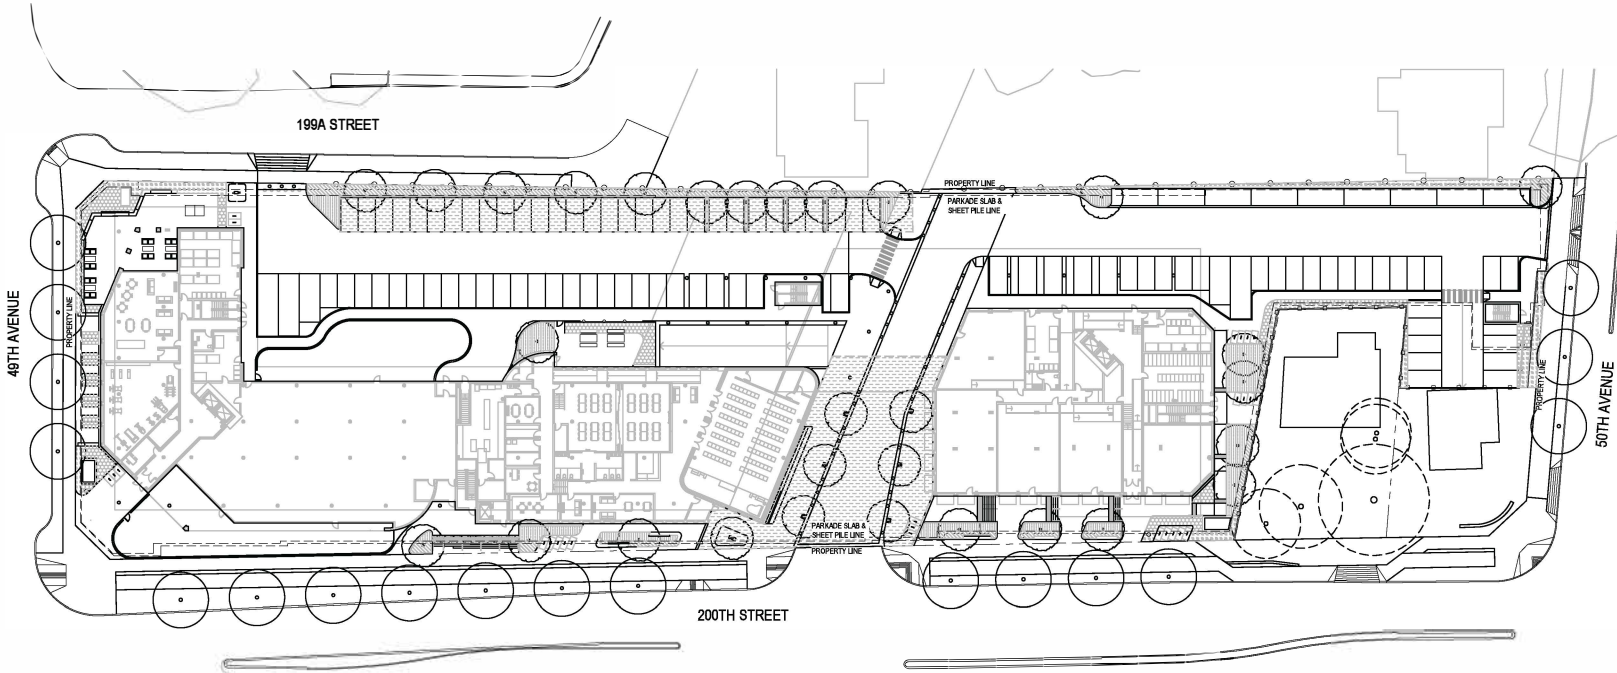 199A STREET
PROPERTY LINE
PARKADE SLAB &
SHEET PILE LINE
49TH AVENUE
PROPERTY LINE
PROPERTY LINE
50TH AVENUE
PARKADE SLAB &
SHEET PILE LINE
PROPERTY LINE
200TH STREET